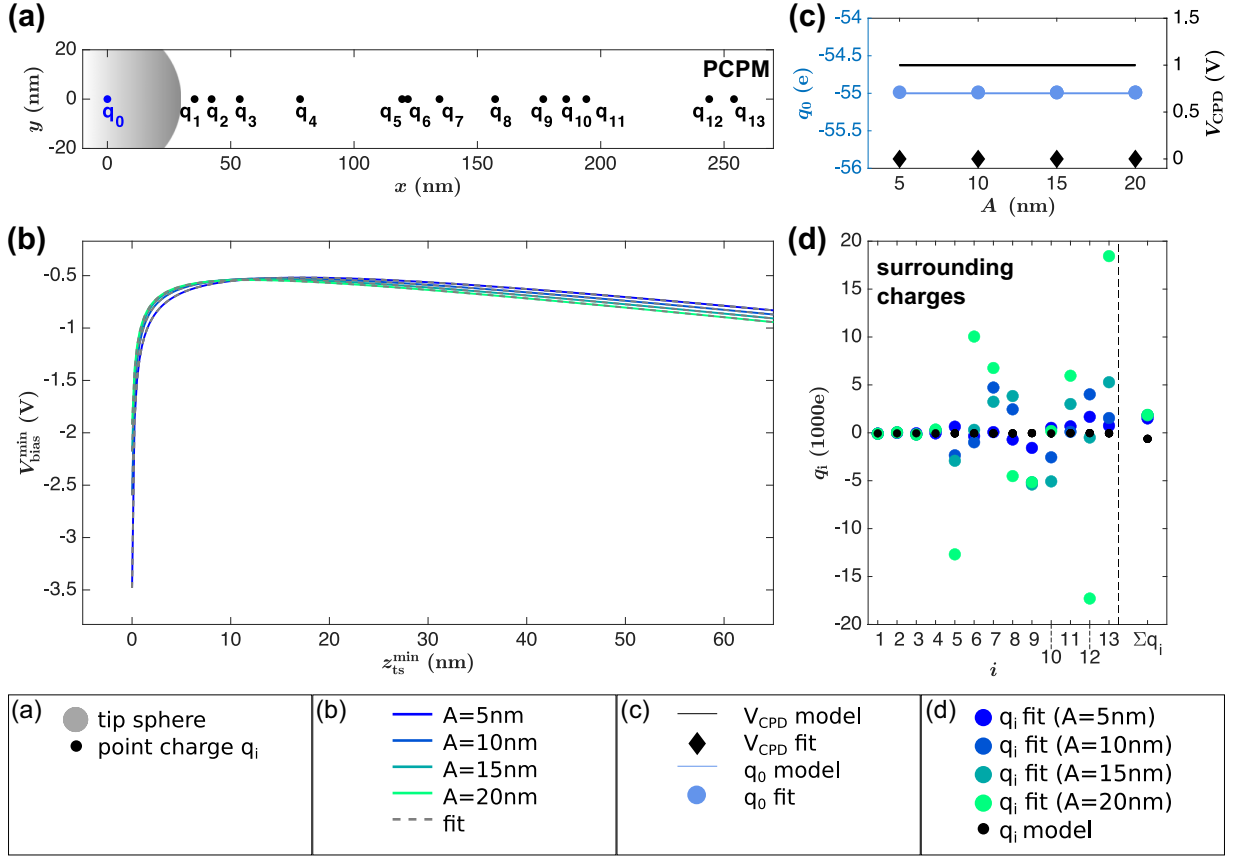 (a)
20
0
-20
y (nm)
PCPM
q0 q1 q2 q3 q4 q5 q6 q7 q8 q9 q10 q11 q12 q13
0 50 100 150 200 250
x (nm)
(c)
-54
-54.5
-55
-55.5
-56
q0 (e)
1.5
1
0.5
0
VCPD (V)
5 10 15 20
A (nm)
(b)
-0.5
-1
-1.5
-2
-2.5
-3
-3.5
Vbias^min (V)
0 10 20 30 40 50 60
zts^min (nm)
(d)
surrounding
charges
20
15
10
5
0
-5
-10
-15
-20
qi (1000e)
1 2 3 4 5 6 7 8 9 10 11 12 13 Σqi
i
(a)
tip sphere
point charge qi
(b)
A=5nm
A=10nm
A=15nm
A=20nm
fit
(c)
VCPD model
VCPD fit
q0 model
q0 fit
(d)
qi fit (A=5nm)
qi fit (A=10nm)
qi fit (A=15nm)
qi fit (A=20nm)
qi model